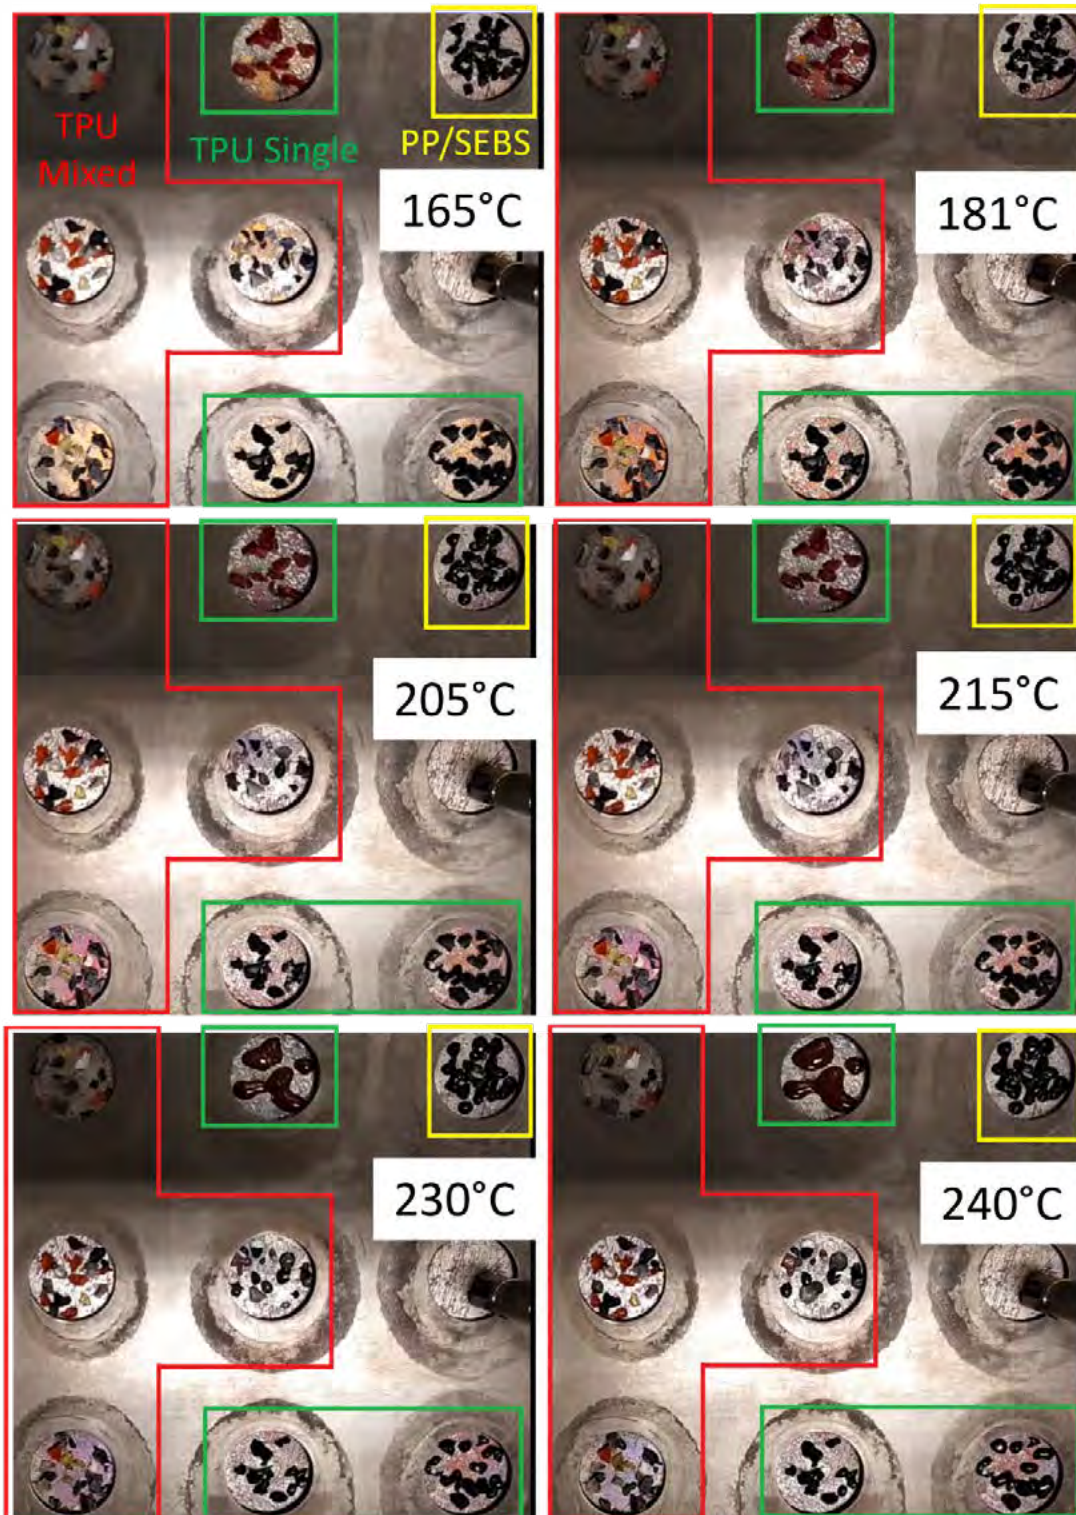 TPU
Mixed
TPU Single
PP/SEBS
165°C
181°C
205°C
215°C
230°C
240°C